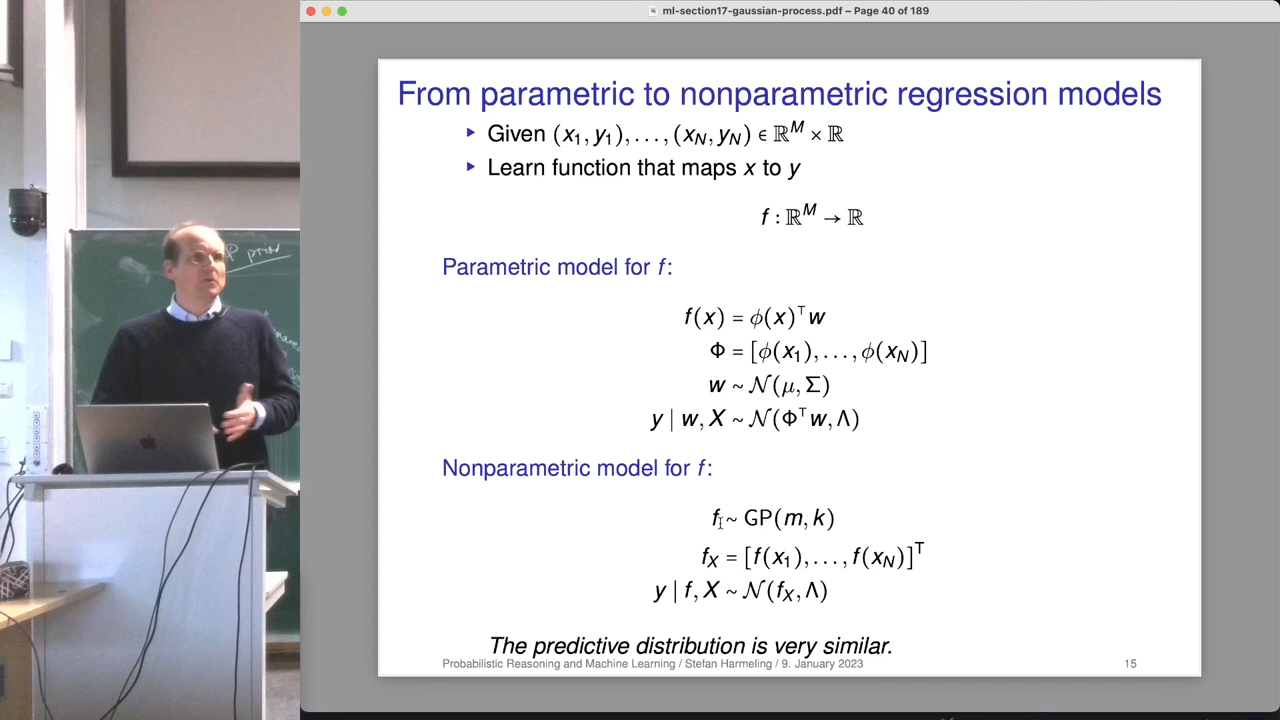 ml-section17-gaussian-process.pdf – Page 40 of 189
From parametric to nonparametric regression models
Given (x₁, y₁), . . . , (x_N, y_N) ∈ ℝ^M × ℝ
Learn function that maps x to y
f : ℝ^M → ℝ
Parametric model for f:
f(x) = ϕ(x)^⊤ w
Φ = [ϕ(x₁), . . . , ϕ(x_N)]
w ~ 𝒩(μ, Σ)
y | w, X ~ 𝒩(Φ^⊤ w, Λ)
Nonparametric model for f:
f ~ GP(m, k)
f_X = [f(x₁), . . . , f(x_N)]^T
y | f, X ~ 𝒩(f_X, Λ)
The predictive distribution is very similar.
Probabilistic Reasoning and Machine Learning / Stefan Harmeling / 9. January 2023 15
P prior